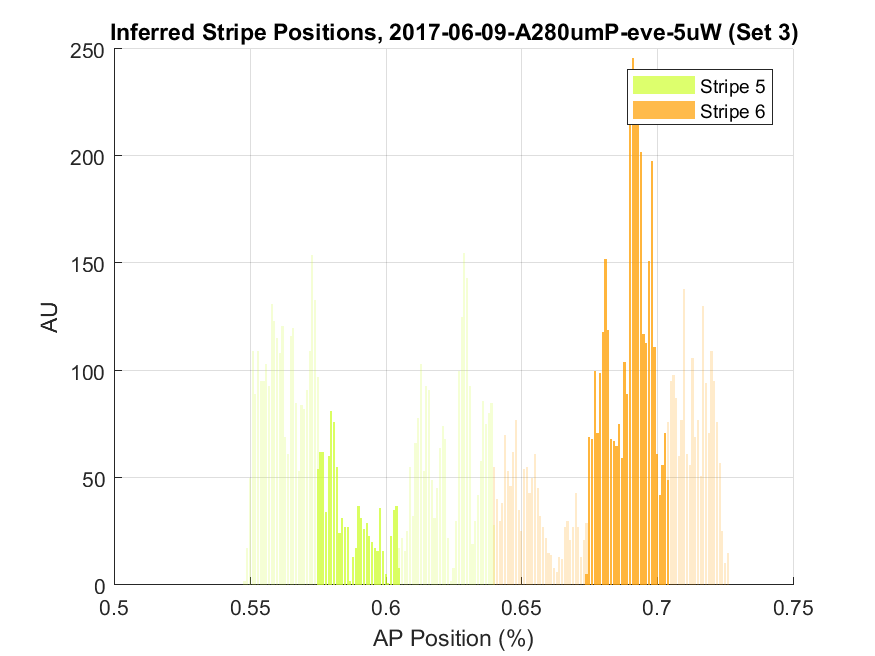 Inferred Stripe Positions, 2017-06-09-A280umP-eve-5uW (Set 3)
250
200
150
100
50
0
AU
Stripe 5
Stripe 6
0.5
0.55
0.6
0.65
0.7
0.75
AP Position (%)